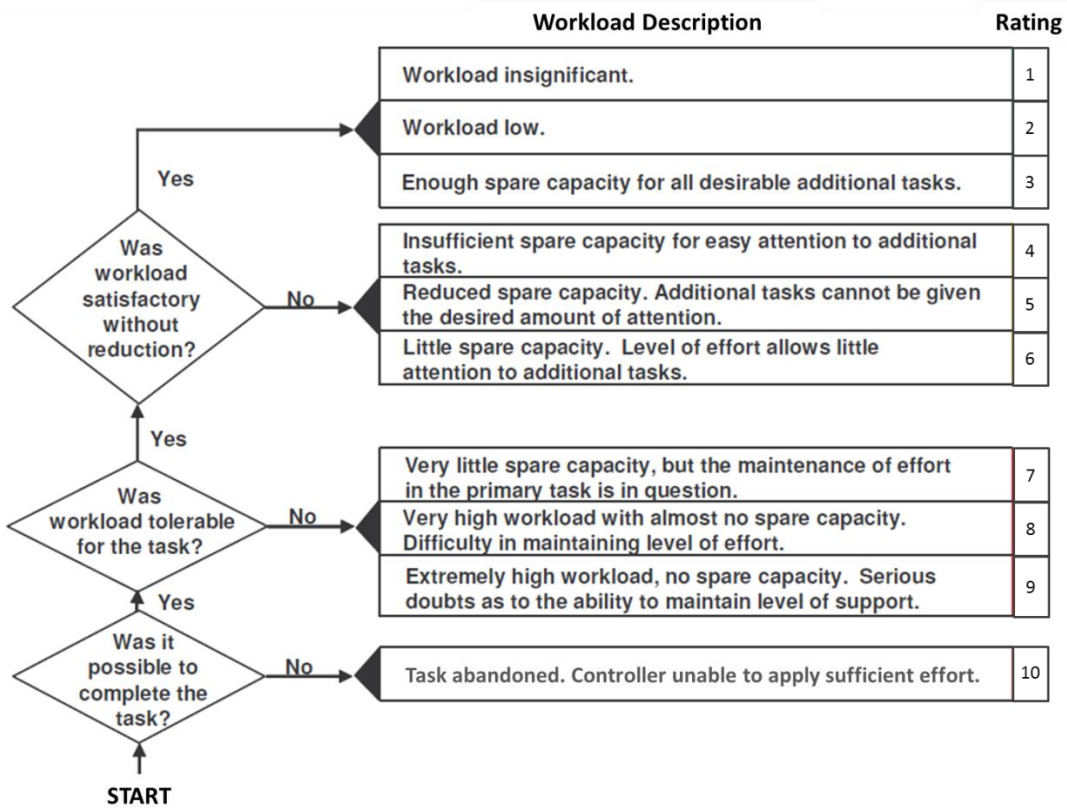 Workload Description
Rating
Workload insignificant.
1
Workload low.
2
Enough spare capacity for all desirable additional tasks.
3
Yes
Was
workload
satisfactory
without
reduction?
No
Insufficient spare capacity for easy attention to additional
tasks.
4
Reduced spare capacity. Additional tasks cannot be given
the desired amount of attention.
5
Little spare capacity. Level of effort allows little
attention to additional tasks.
6
Yes
Was
workload tolerable
for the task?
No
Very little spare capacity, but the maintenance of effort
in the primary task is in question.
7
Very high workload with almost no spare capacity.
Difficulty in maintaining level of effort.
8
Extremely high workload, no spare capacity. Serious
doubts as to the ability to maintain level of support.
9
Yes
Was it
possible to
complete the
task?
No
Task abandoned. Controller unable to apply sufficient effort.
10
START